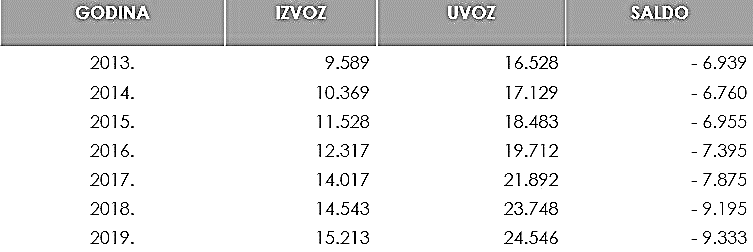 GODINA IZVOZ UVOZ SALDO
2013. 9.589 16.528 - 6.939
2014. 10.369 17.129 - 6.760
2015. 11.528 18.483 - 6.955
2016. 12.317 19.712 - 7.395
2017. 14.017 21.892 - 7.875
2018. 14.543 23.748 - 9.195
2019. 15.213 24.546 - 9.333